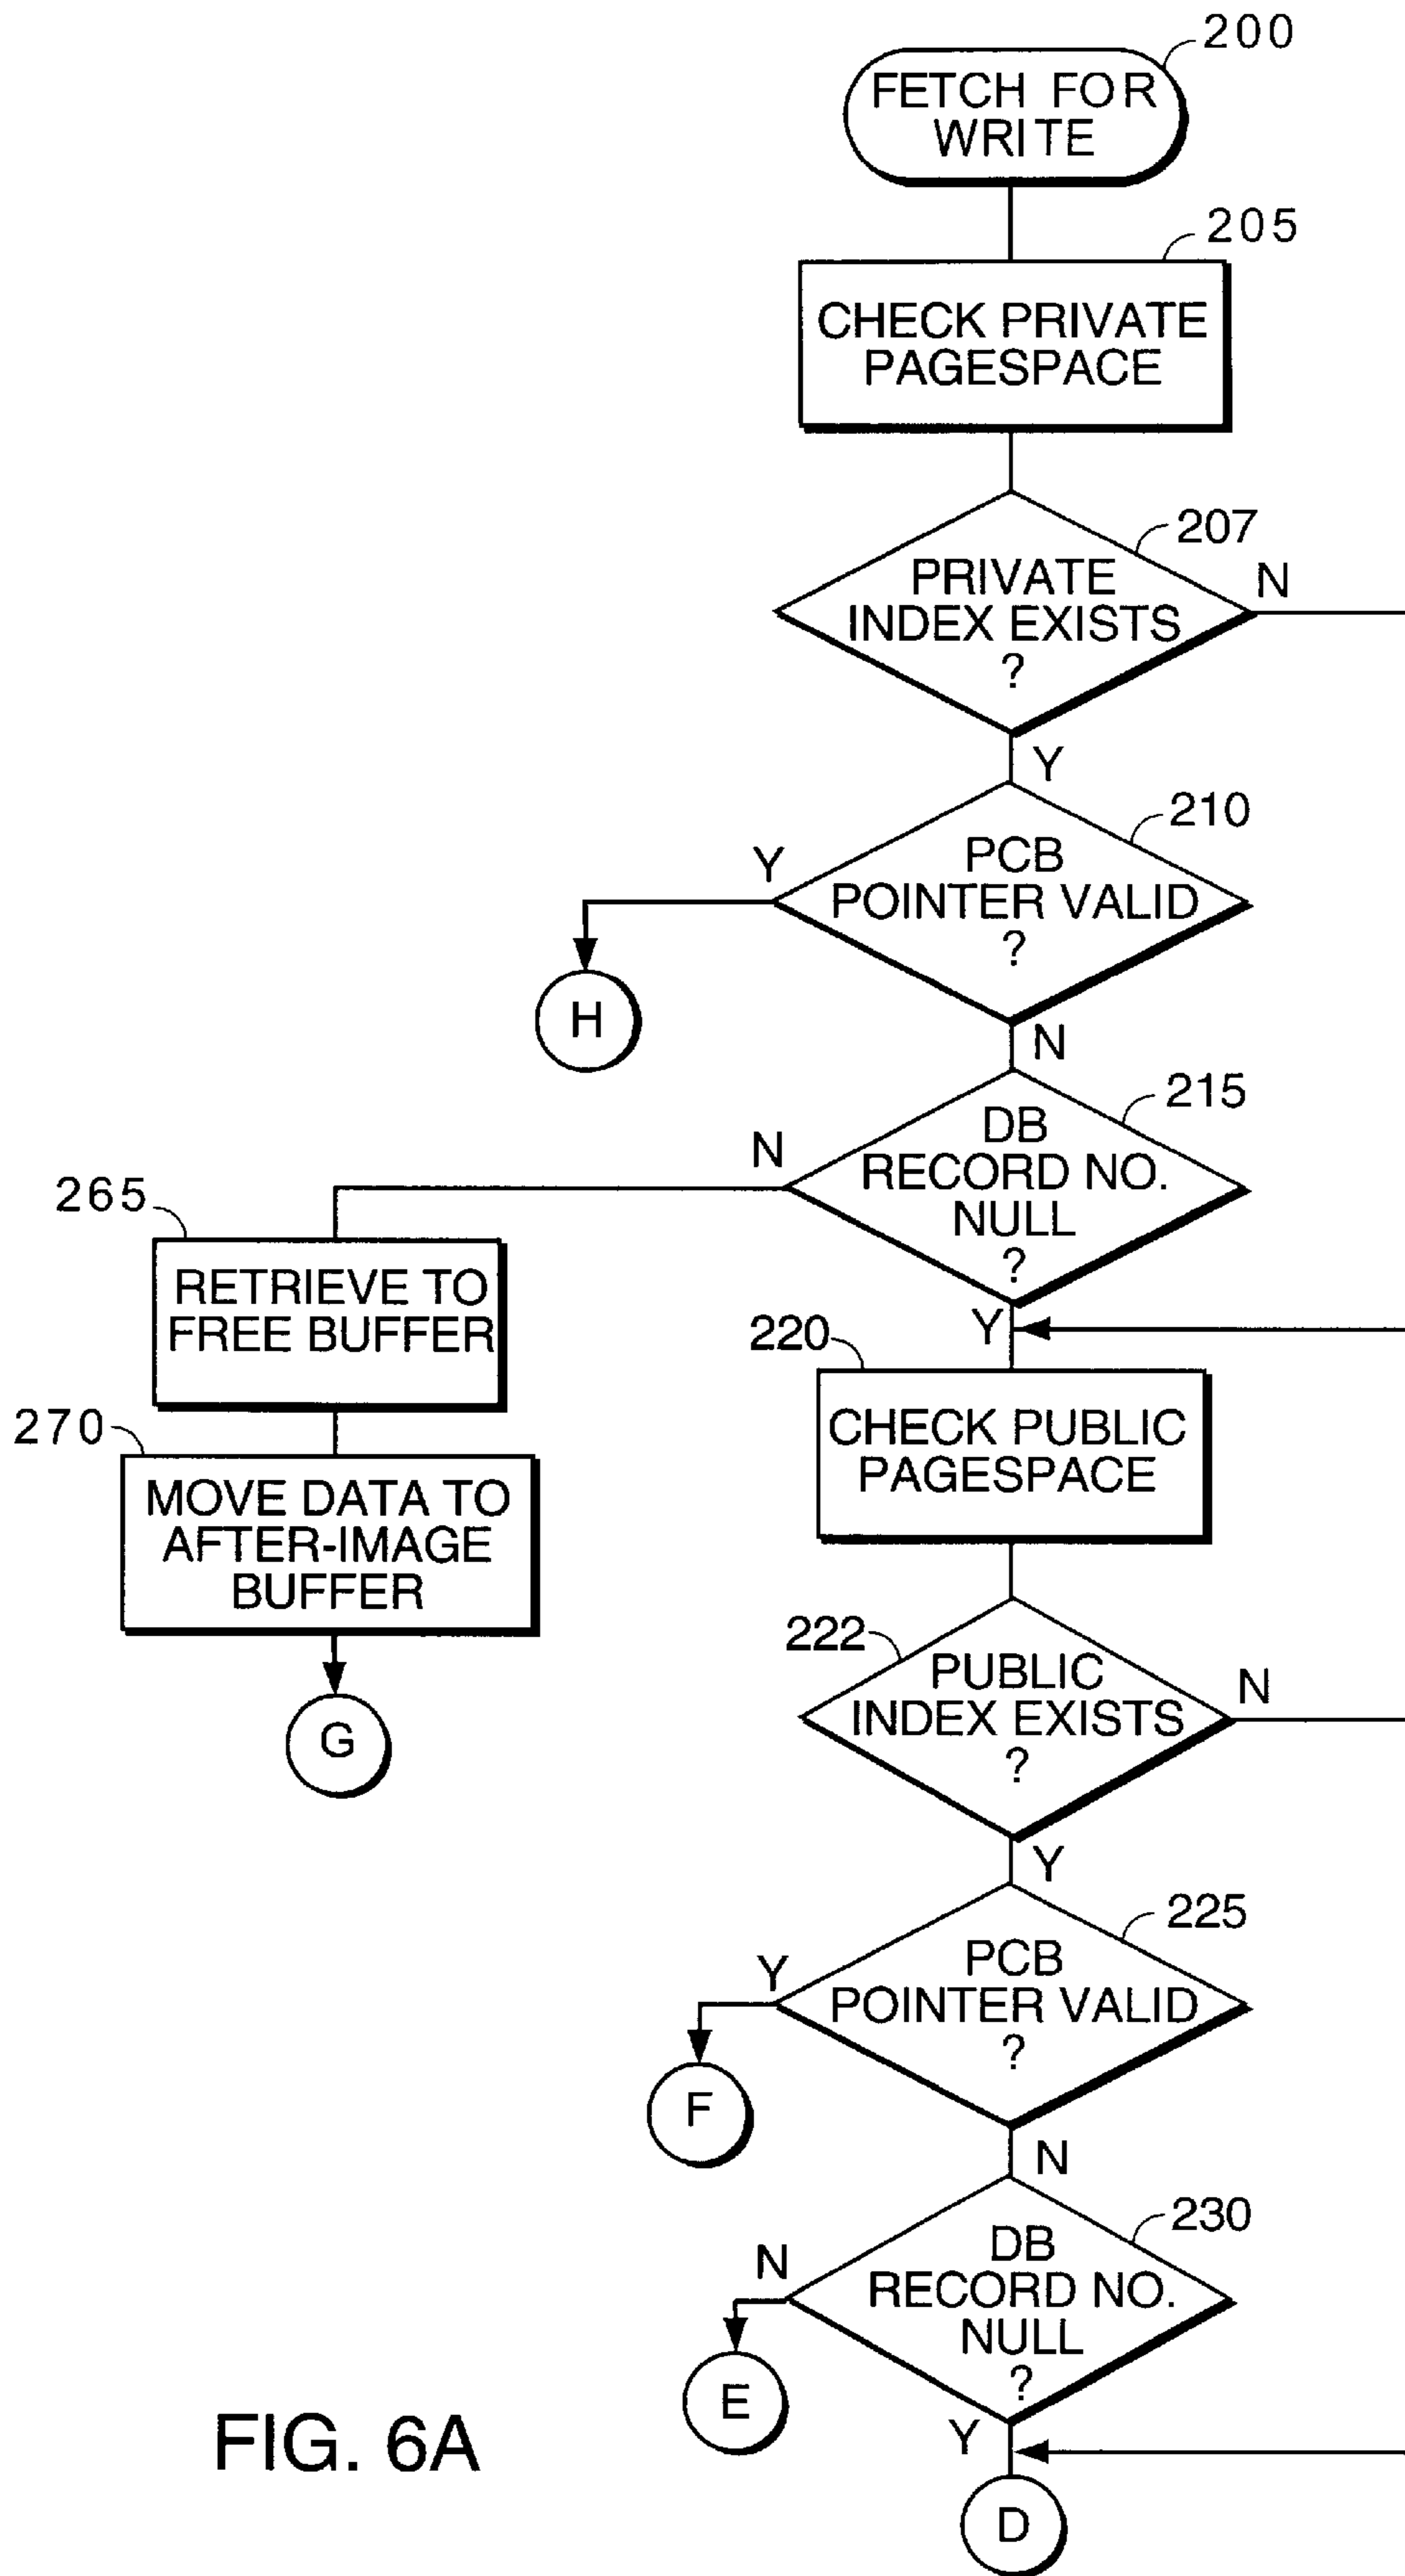 200
FETCH FOR
WRITE
205
CHECK PRIVATE
PAGESPACE
207
PRIVATE
INDEX EXISTS
?
N
Y
210
PCB
POINTER VALID
?
Y
H
N
215
DB
RECORD NO.
NULL
?
N
265
RETRIEVE TO
FREE BUFFER
270
MOVE DATA TO
AFTER-IMAGE
BUFFER
G
Y
220
CHECK PUBLIC
PAGESPACE
222
PUBLIC
INDEX EXISTS
?
N
Y
225
PCB
POINTER VALID
?
Y
F
N
230
DB
RECORD NO.
NULL
?
N
E
Y
D
FIG. 6A